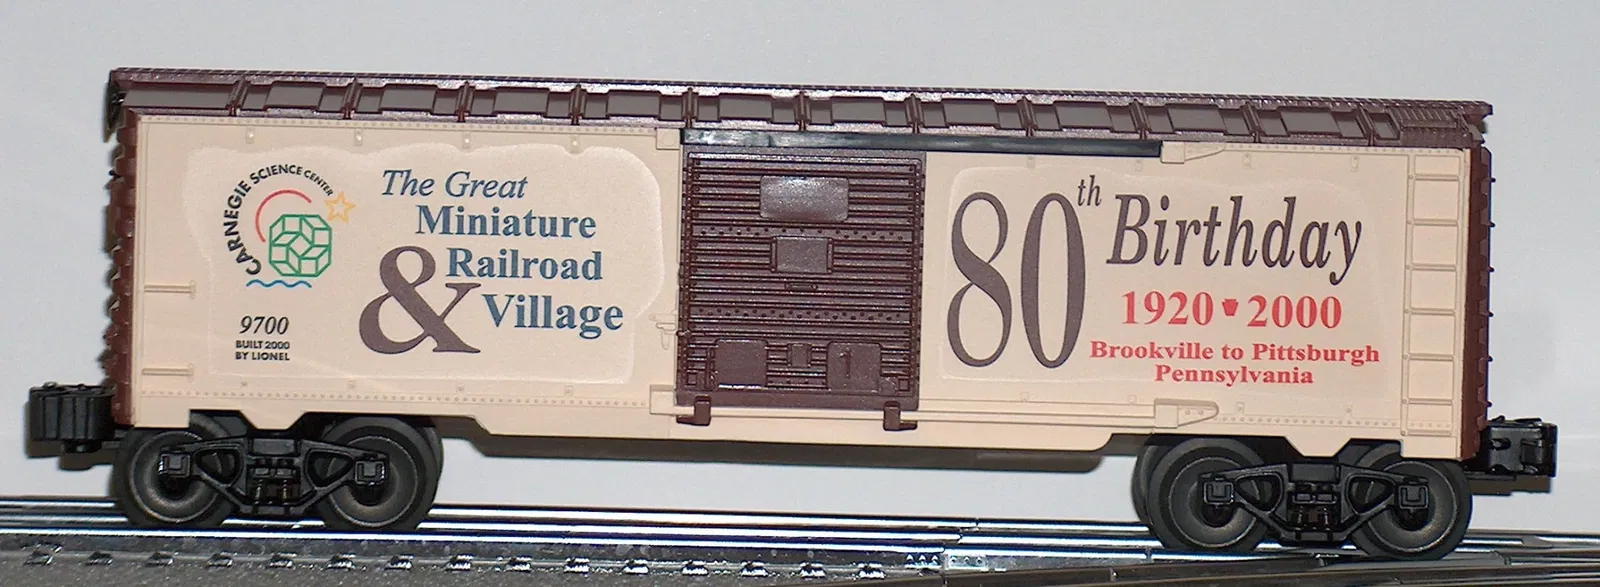 CARNEGIE SCIENCE CENTER
The Great
Miniature
& Railroad
Village
9700
BUILT 2000
BY LIONEL
1
80th Birthday
1920 2000
Brookville to Pittsburgh
Pennsylvania